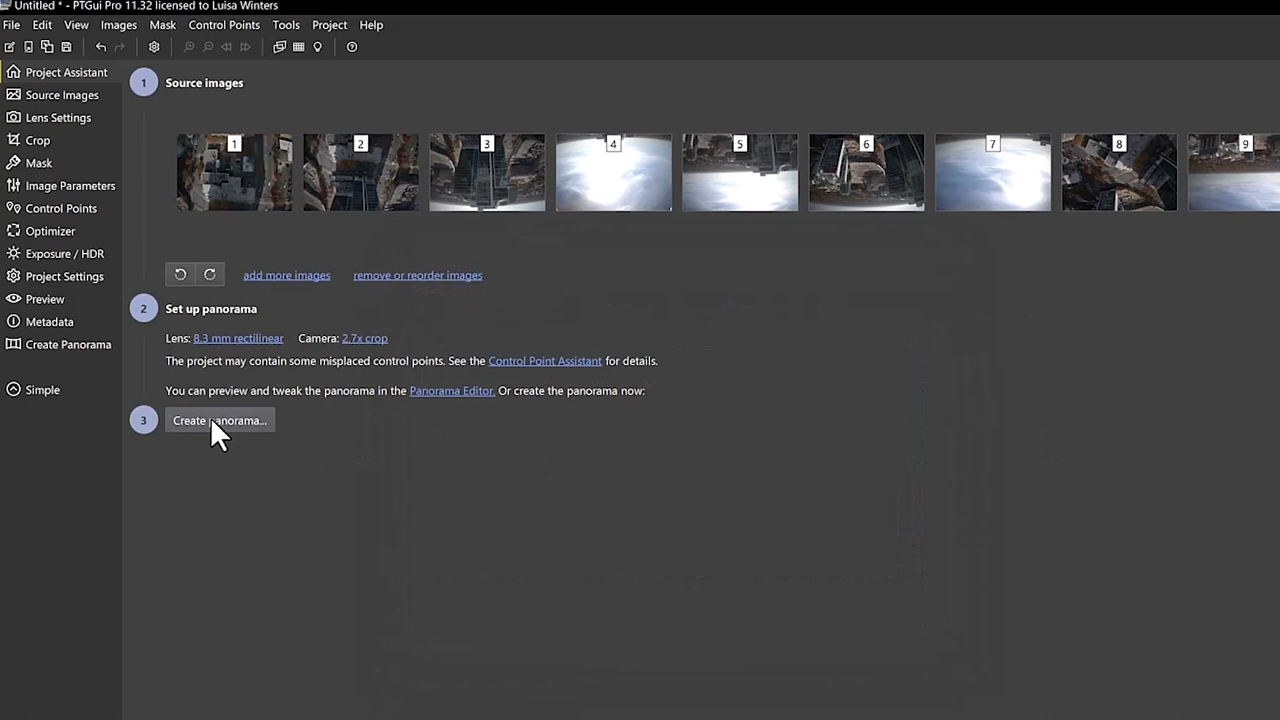 Untitled * - PTGui Pro 11.32 licensed to Luisa Winters
File Edit View Images Mask Control Points Tools Project Help
Project Assistant
Source Images
Lens Settings
Crop
Mask
Image Parameters
Control Points
Optimizer
Exposure / HDR
Project Settings
Preview
Metadata
Create Panorama
Simple
1 Source images
1 2 3 4 5 6 7 8 9
add more images remove or reorder images
2 Set up panorama
Lens: 8.3 mm rectilinear Camera: 2.7x crop
The project may contain some misplaced control points. See the Control Point Assistant for details.
You can preview and tweak the panorama in the Panorama Editor. Or create the panorama now:
3 Create panorama...